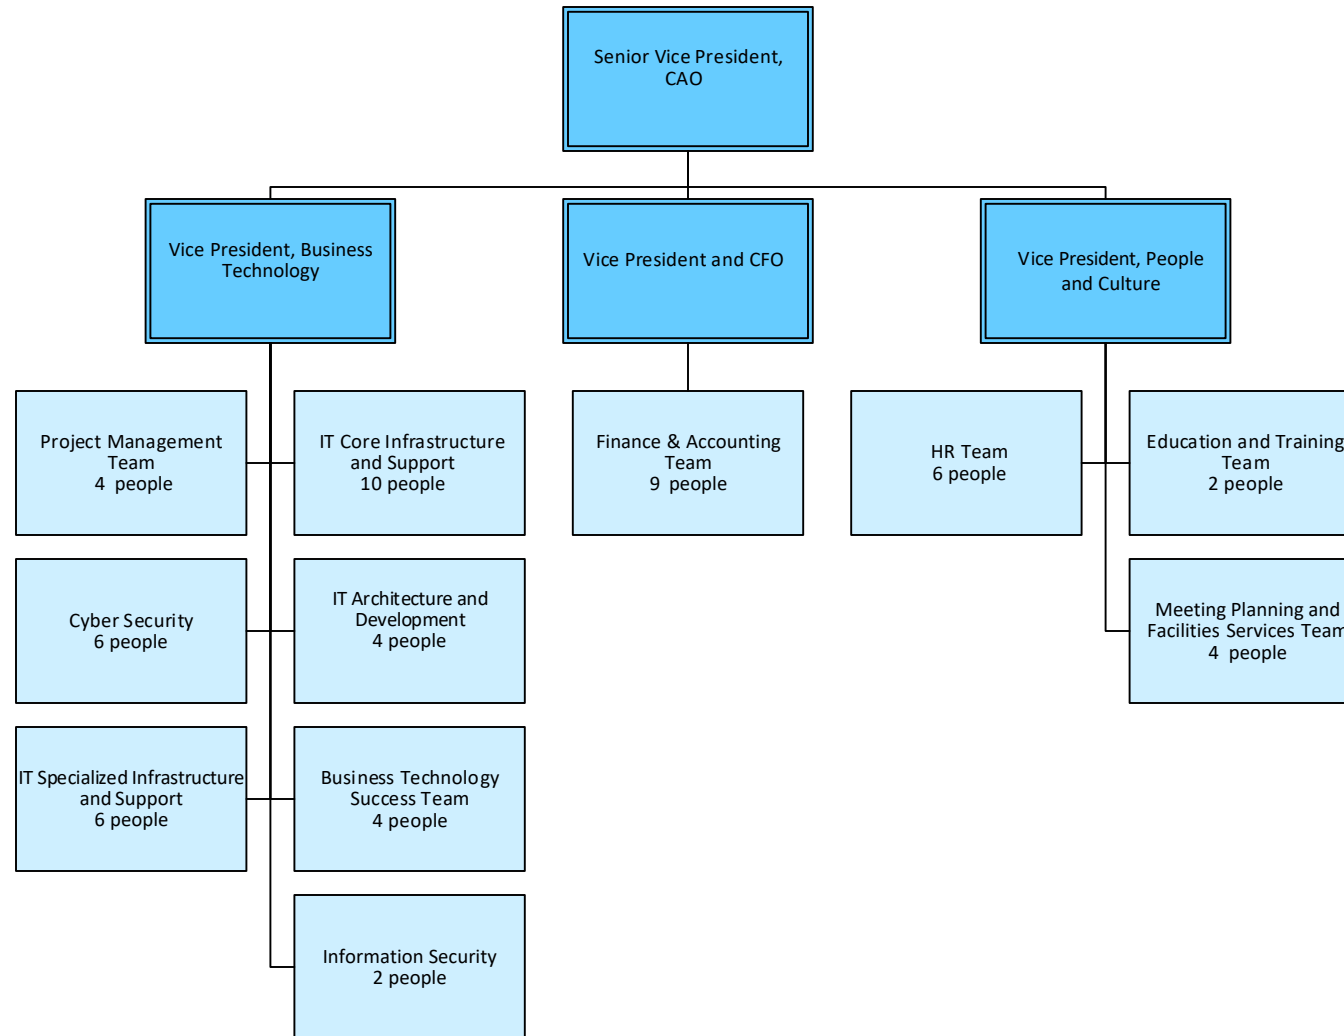 Senior Vice President,
CAO
Vice President, Business
Technology
Vice President and CFO
Vice President, People
and Culture
Project Management
Team
4 people
IT Core Infrastructure
and Support
10 people
Finance & Accounting
Team
9 people
HR Team
6 people
Education and Training
Team
2 people
Cyber Security
6 people
IT Architecture and
Development
4 people
Meeting Planning and
Facilities Services Team
4 people
IT Specialized Infrastructure
and Support
6 people
Business Technology
Success Team
4 people
Information Security
2 people